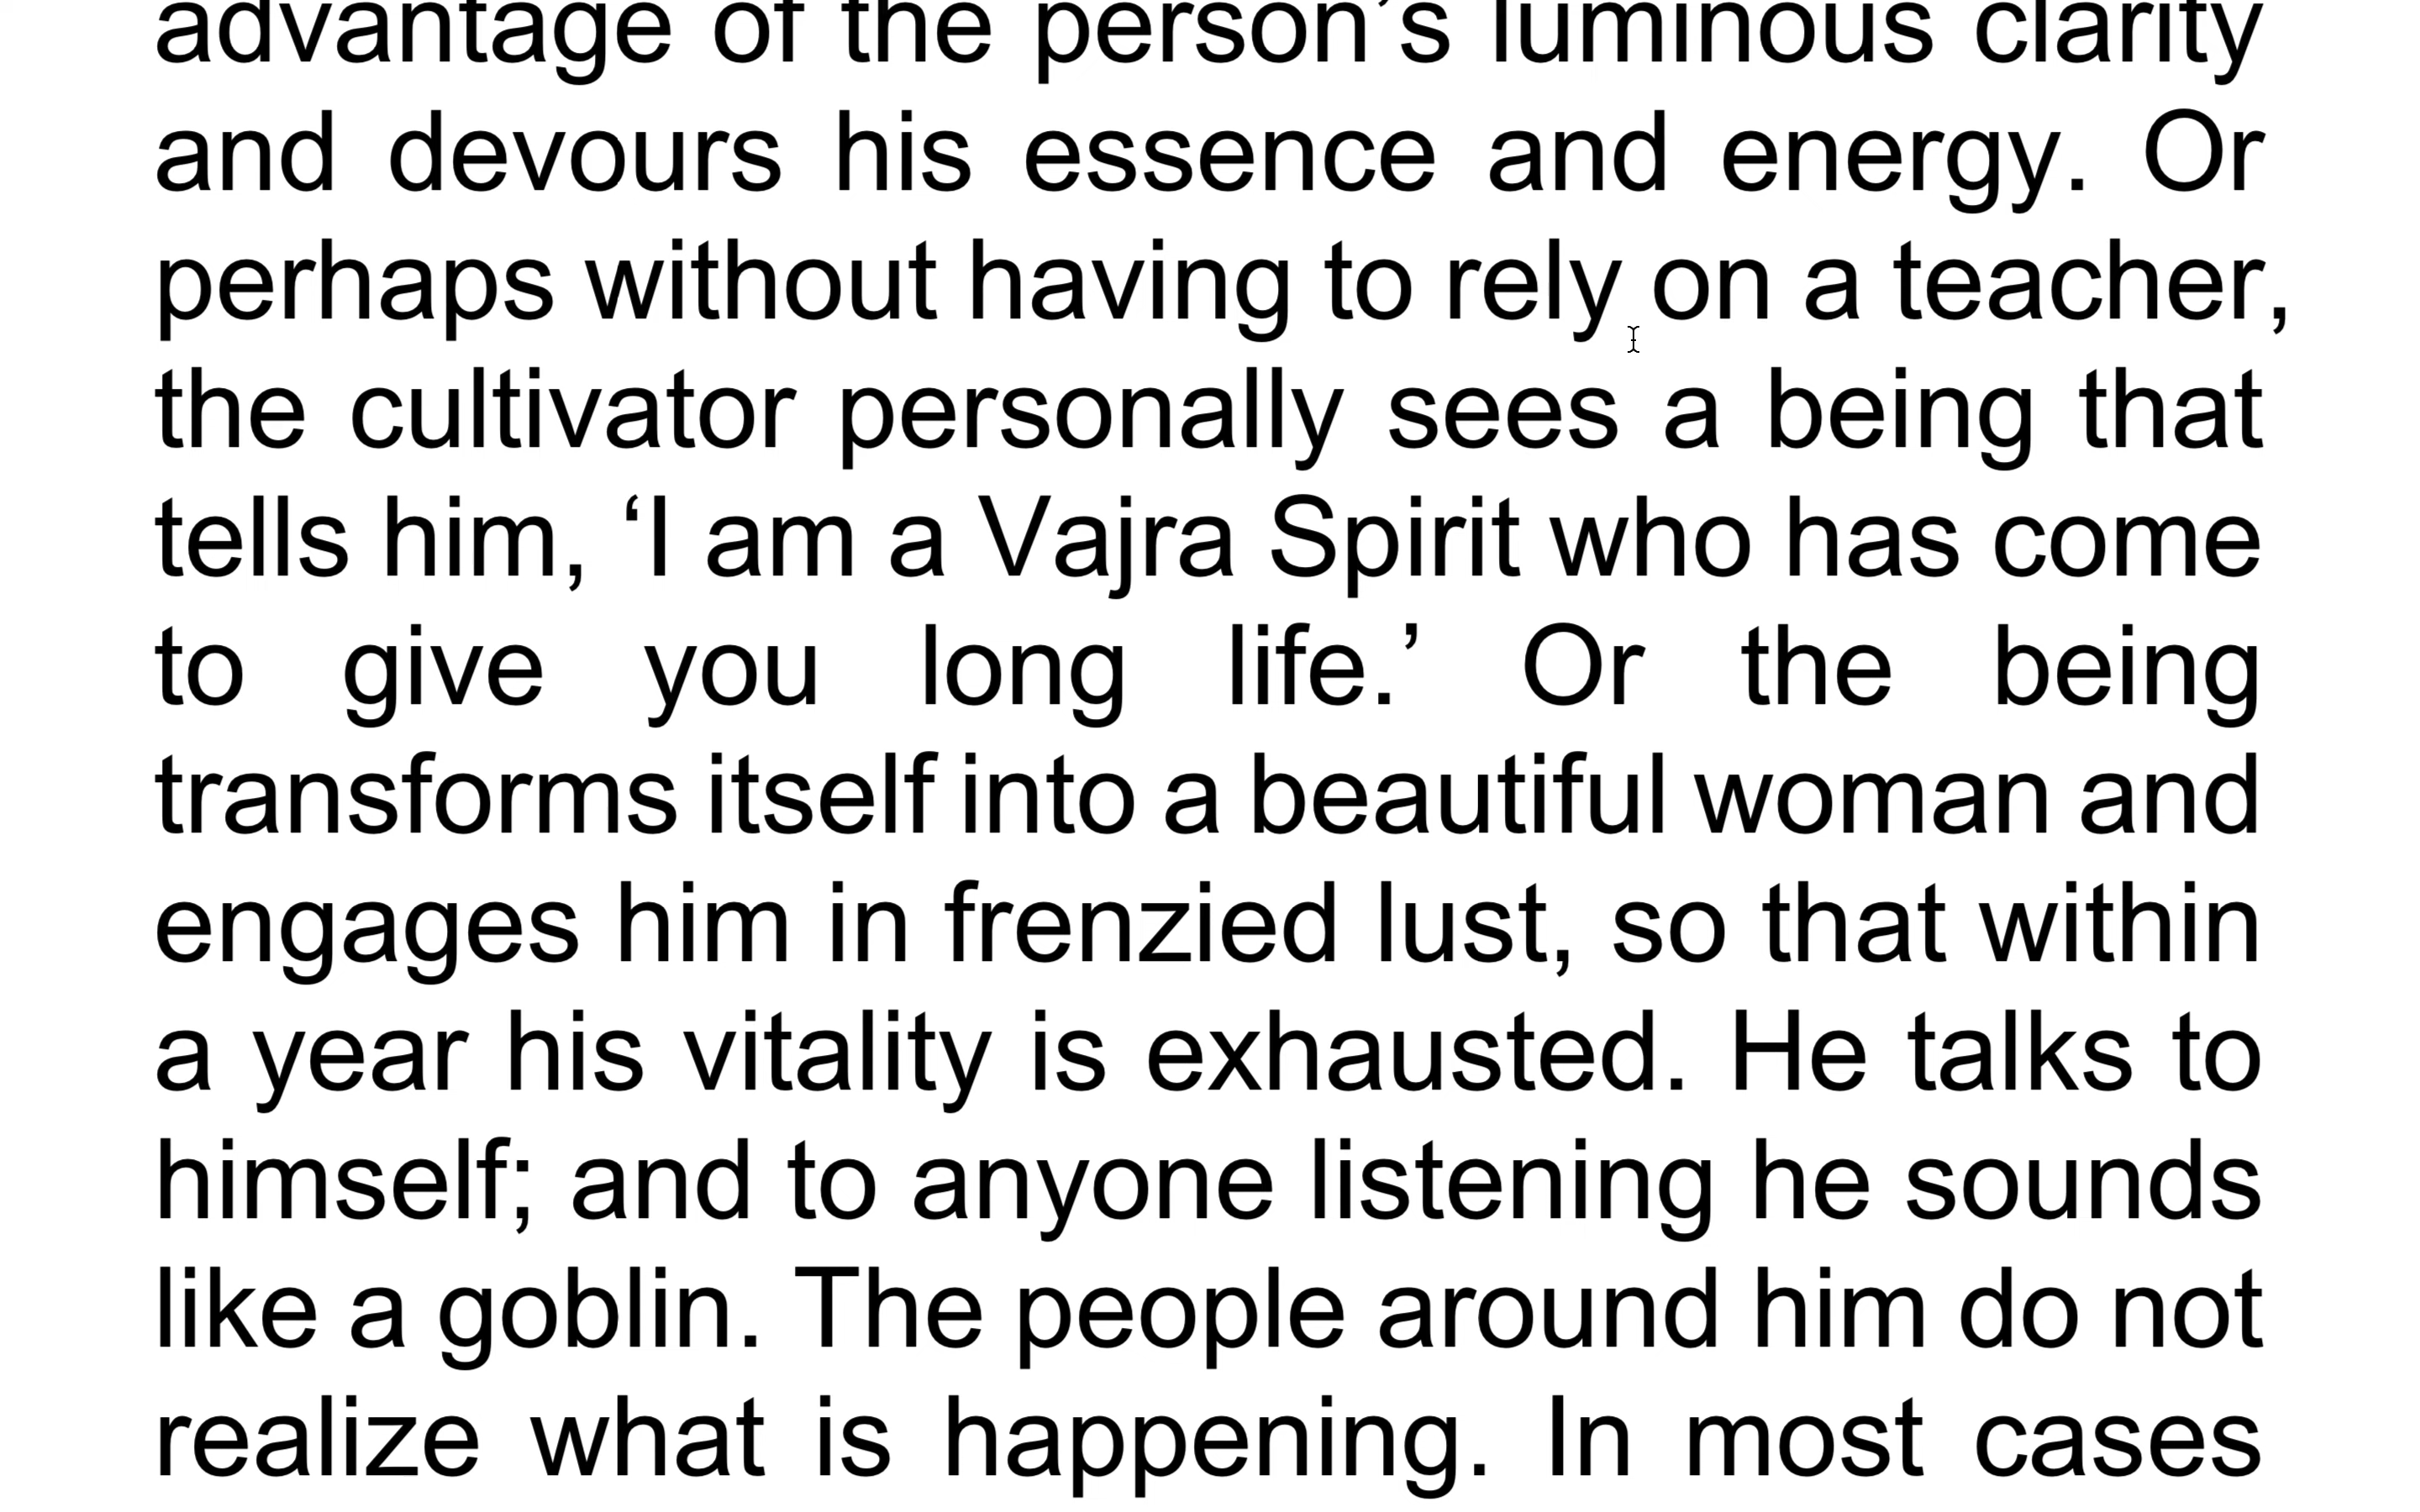 advantage of the person’s luminous clarity
and devours his essence and energy. Or
perhaps without having to rely on a teacher,
the cultivator personally sees a being that
tells him, ‘I am a Vajra Spirit who has come
to give you long life.’ Or the being
transforms itself into a beautiful woman and
engages him in frenzied lust, so that within
a year his vitality is exhausted. He talks to
himself; and to anyone listening he sounds
like a goblin. The people around him do not
realize what is happening. In most cases